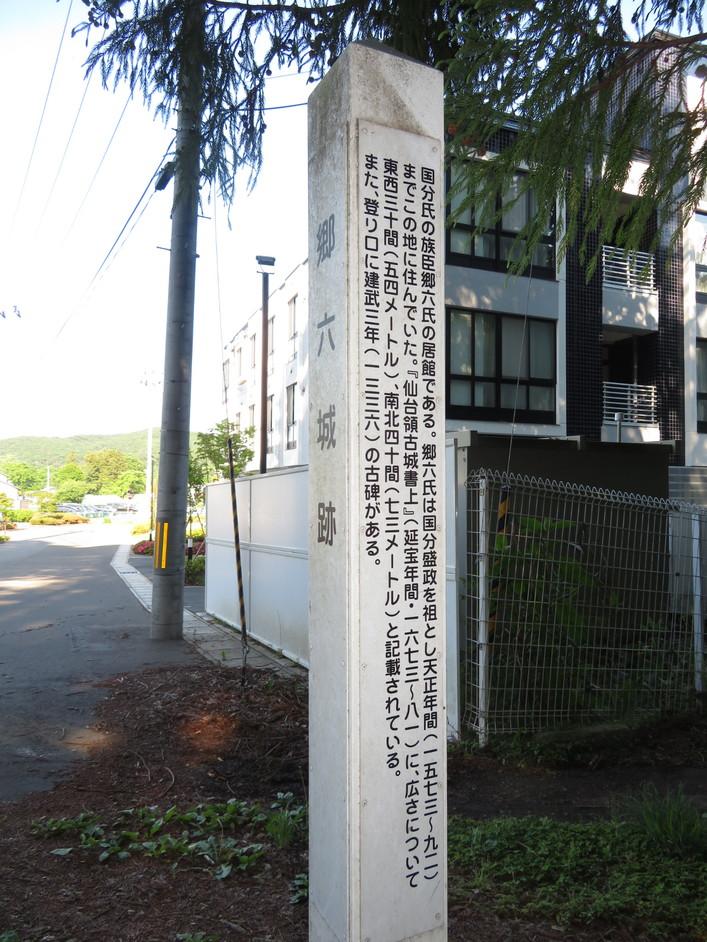 郷六城跡
国分氏の族臣郷六氏の居館である。郷六氏は国分盛政を祖とし天正年間(一五七三～九二)
までこの地に住んでいた。『仙台領古城書上』(延宝年間・一六七三～八一)に、広さについて
東西三十間(五四メートル)、南北四十間(七三メートル)と記載されている。
また、登り口に建武三年(一三三六)の古碑がある。